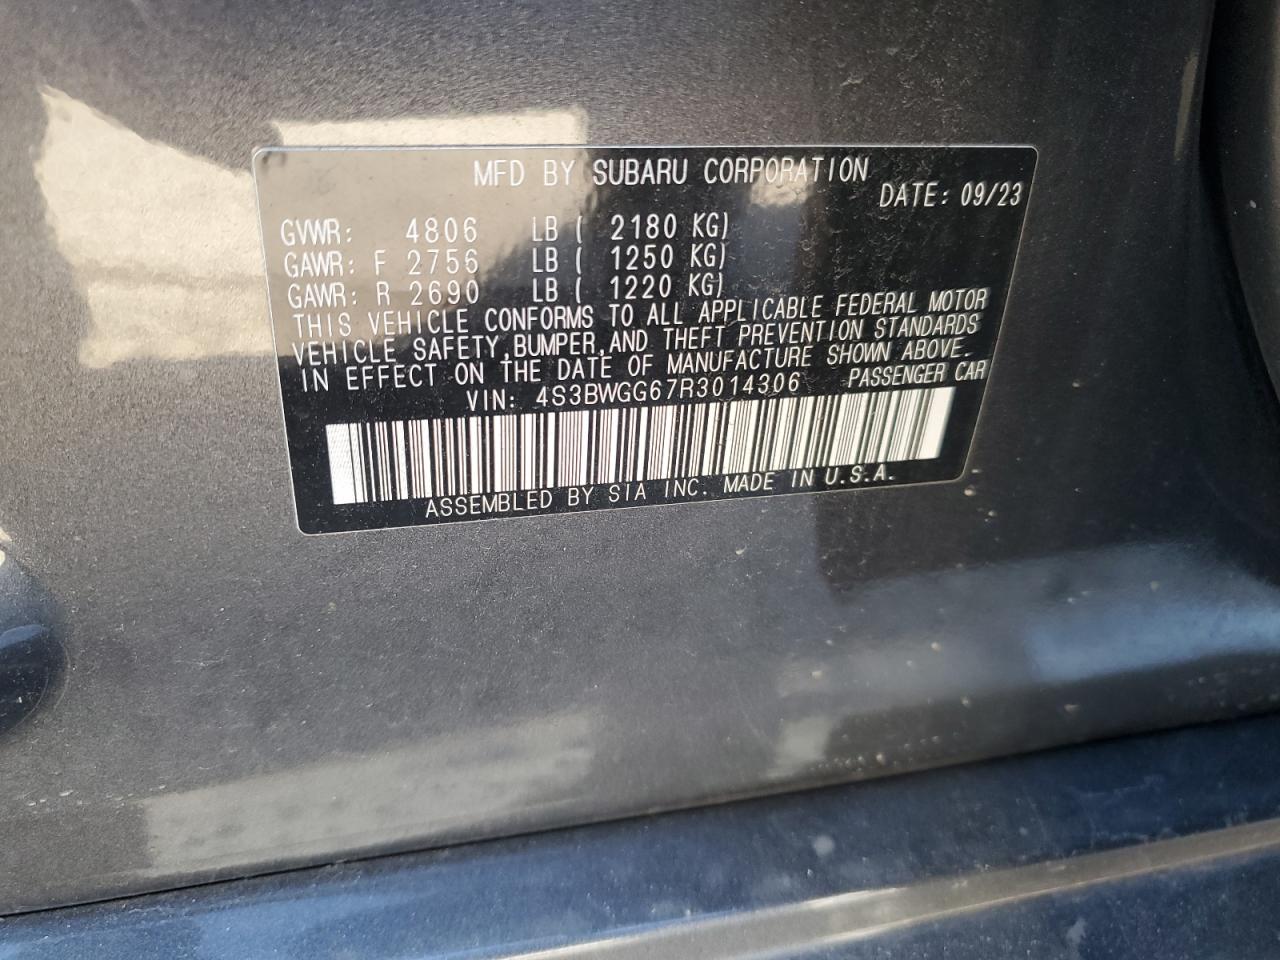 MFD BY SUBARU CORPORATION
DATE: 09/23
GVWR: 4806 LB ( 2180 KG)
GAWR: F 2756 LB ( 1250 KG)
GAWR: R 2690 LB ( 1220 KG)
THIS VEHICLE CONFORMS TO ALL APPLICABLE FEDERAL MOTOR
VEHICLE SAFETY,BUMPER,AND THEFT PREVENTION STANDARDS
IN EFFECT ON THE DATE OF MANUFACTURE SHOWN ABOVE.
VIN: 4S3BWGG67R3014306 PASSENGER CAR
ASSEMBLED BY SIA INC. MADE IN U.S.A.